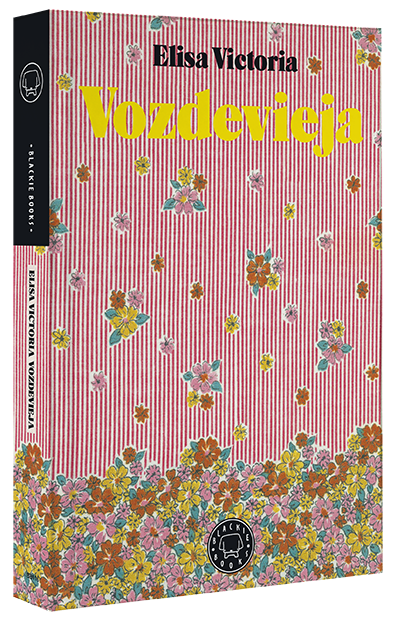 Elisa Victoria
Vozdevieja
• BLACKIE BOOKS •
ELISA VICTORIA VOZDEVIEJA
BLACKIE
BOOKS